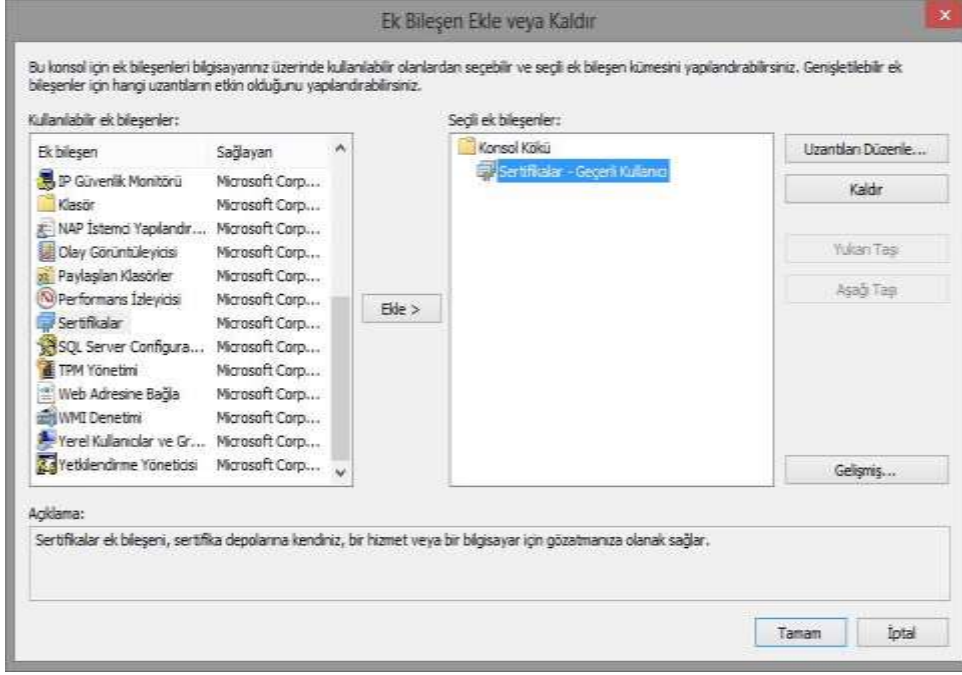 Ek Bileşen Ekle veya Kaldır
Bu konsol için ek bileşenleri bilgisayarınız üzerinde kullanılabilir olanlardan seçebilir ve seçili ek bileşen kümesini yapılandırabilirsiniz. Genişletilebilir ek
bileşenler için hangi uzantıların etkin olduğunu yapılandırabilirsiniz.
Kullanılabilir ek bileşenler:
Ek bileşen Sağlayan
IP Güvenlik Monitörü Microsoft Corp...
Klasör Microsoft Corp...
NAP İstemci Yapılandır... Microsoft Corp...
Olay Görüntüleyicisi Microsoft Corp...
Paylaşılan Klasörler Microsoft Corp...
Performans İzleyicisi Microsoft Corp...
Sertifikalar Microsoft Corp...
SQL Server Configura... Microsoft Corp...
TPM Yönetimi Microsoft Corp...
Web Adresine Bağla Microsoft Corp...
WMI Denetimi Microsoft Corp...
Yerel Kullanıcılar ve Gr... Microsoft Corp...
Yetkilendirme Yöneticisi Microsoft Corp...
Ekle >
Seçili ek bileşenler:
Konsol Kökü
Sertifikalar - Geçerli Kullanıcı
Uzantıları Düzenle...
Kaldır
Yukarı Taşı
Aşağı Taşı
Gelişmiş...
Açıklama:
Sertifikalar ek bileşeni, sertifika depolarına kendiniz, bir hizmet veya bir bilgisayar için gözatmanıza olanak sağlar.
Tamam İptal